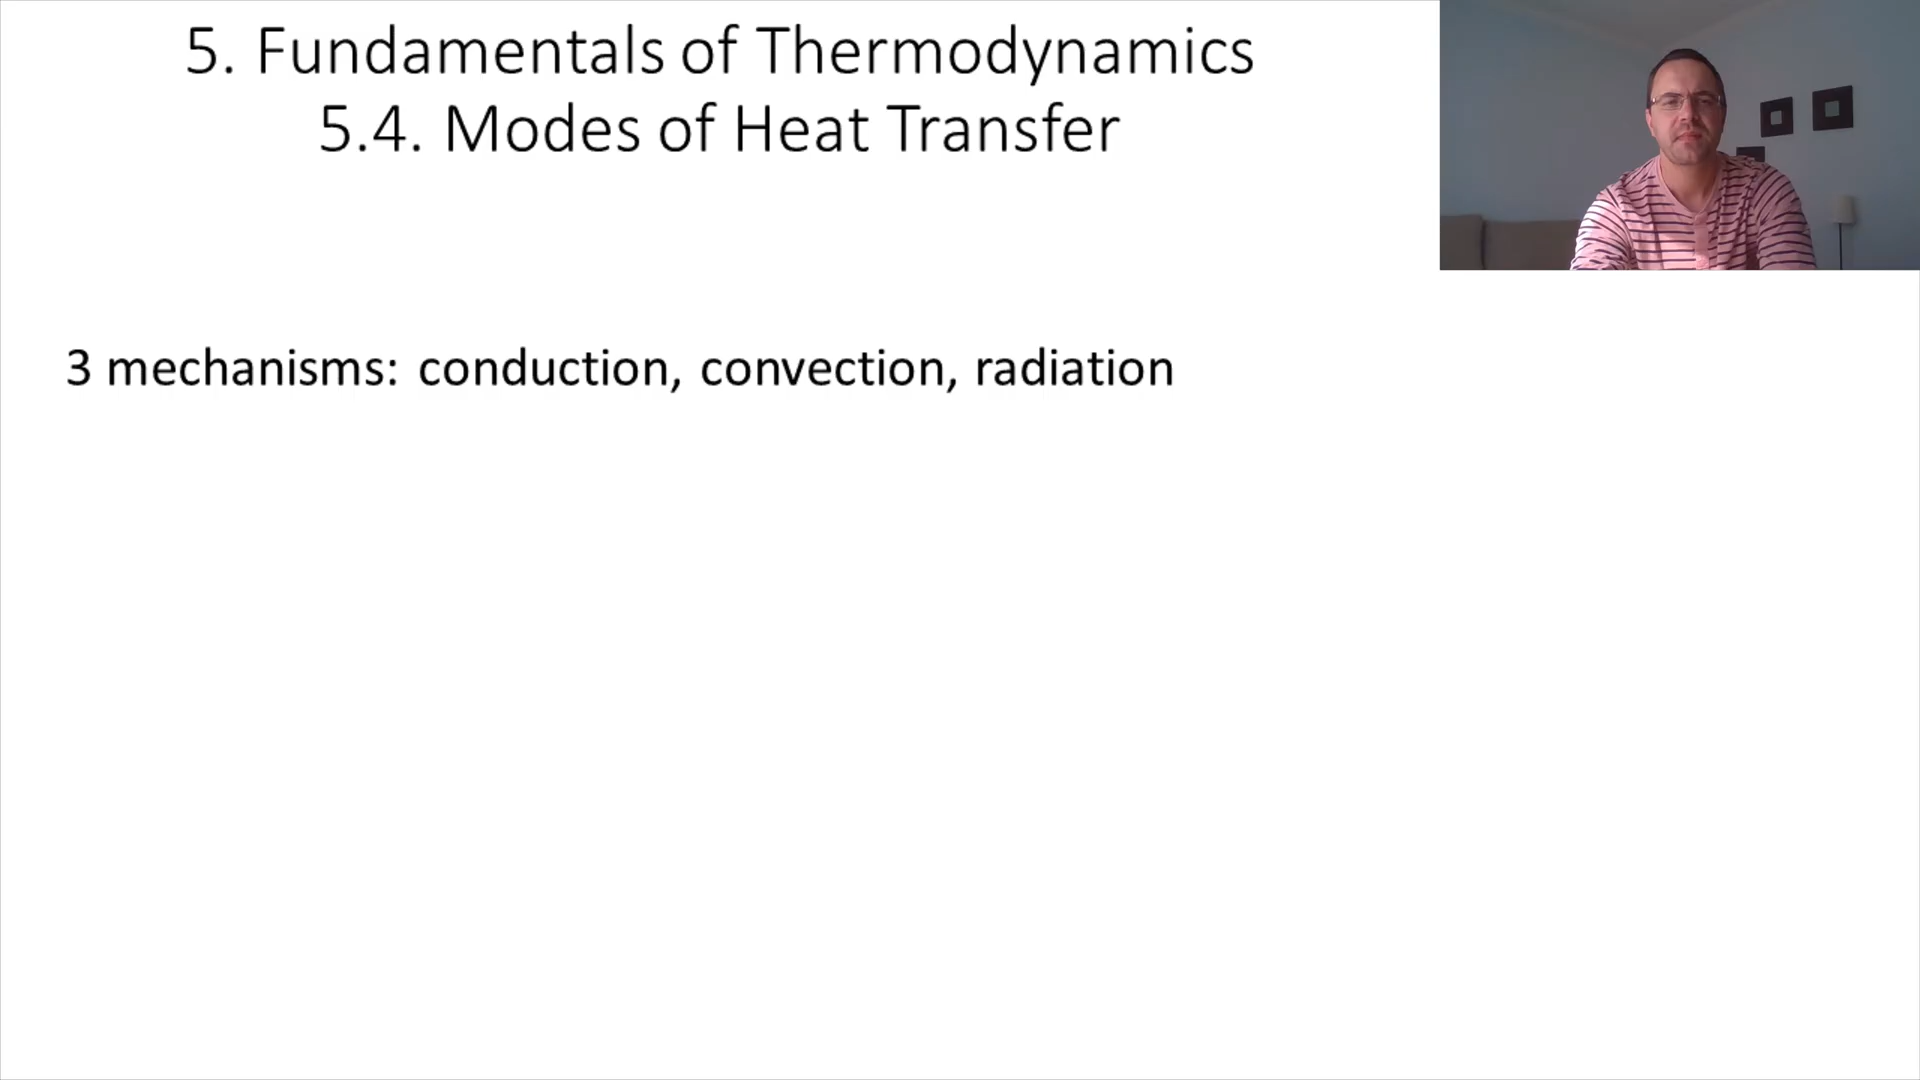 5. Fundamentals of Thermodynamics
5.4. Modes of Heat Transfer
3 mechanisms: conduction, convection, radiation